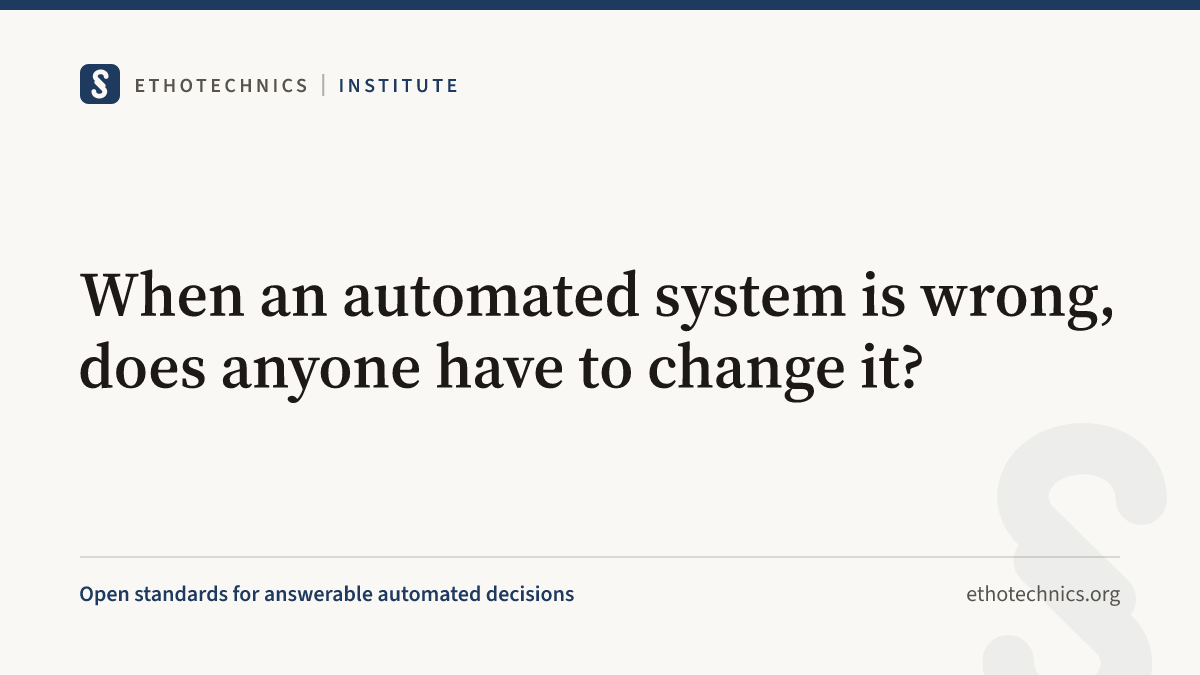 ETHOTECHNICS | INSTITUTE
When an automated system is wrong,
does anyone have to change it?
Open standards for answerable automated decisions
ethotechnics.org